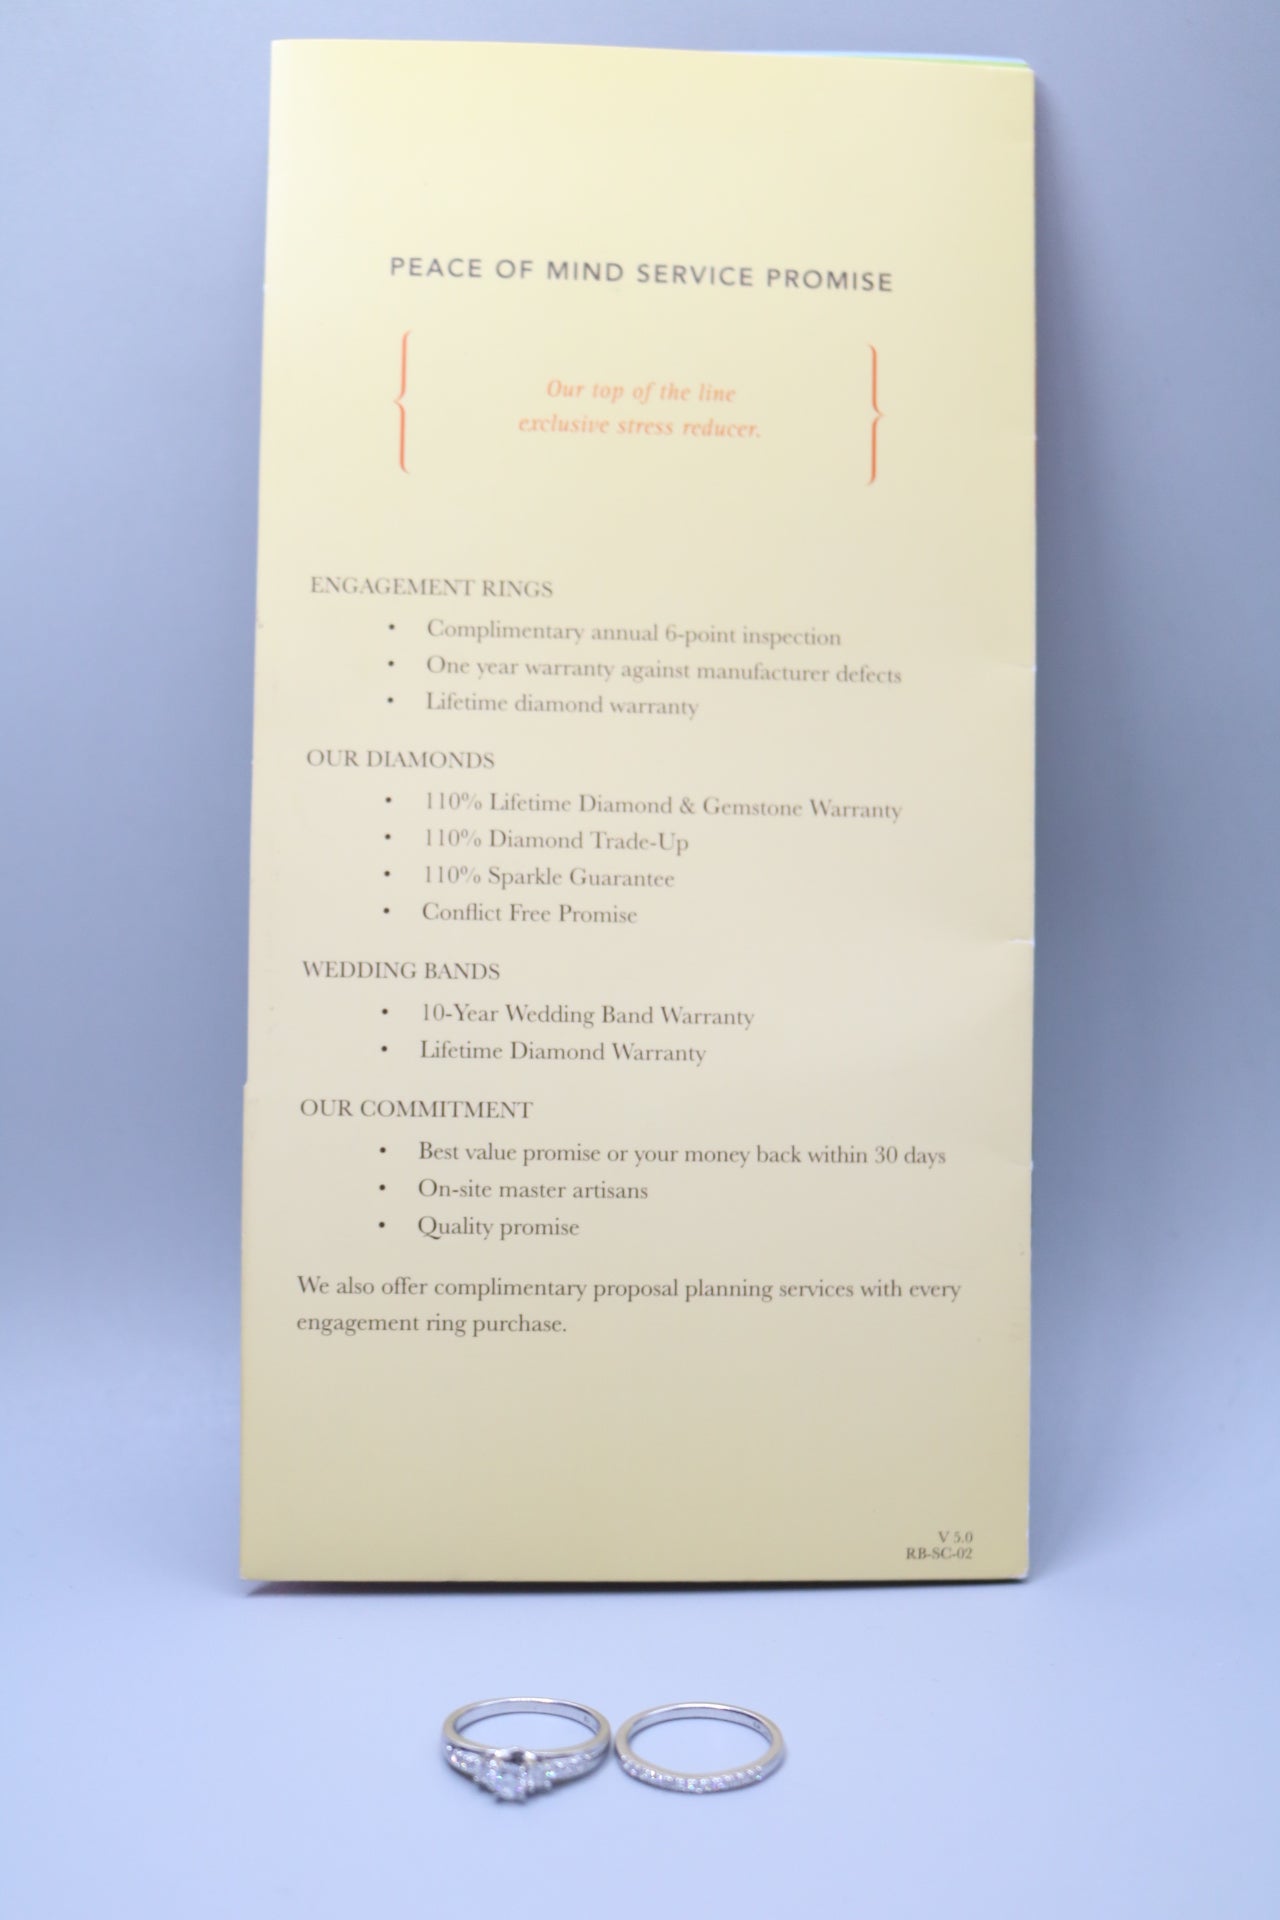 PEACE OF MIND SERVICE PROMISE
Our top of the line
exclusive stress reducer.
ENGAGEMENT RINGS
• Complimentary annual 6-point inspection
• One year warranty against manufacturer defects
• Lifetime diamond warranty
OUR DIAMONDS
• 110% Lifetime Diamond & Gemstone Warranty
• 110% Diamond Trade-Up
• 110% Sparkle Guarantee
• Conflict Free Promise
WEDDING BANDS
• 10-Year Wedding Band Warranty
• Lifetime Diamond Warranty
OUR COMMITMENT
• Best value promise or your money back within 30 days
• On-site master artisans
• Quality promise
We also offer complimentary proposal planning services with every
engagement ring purchase.
V 5.0
RB-SC-02